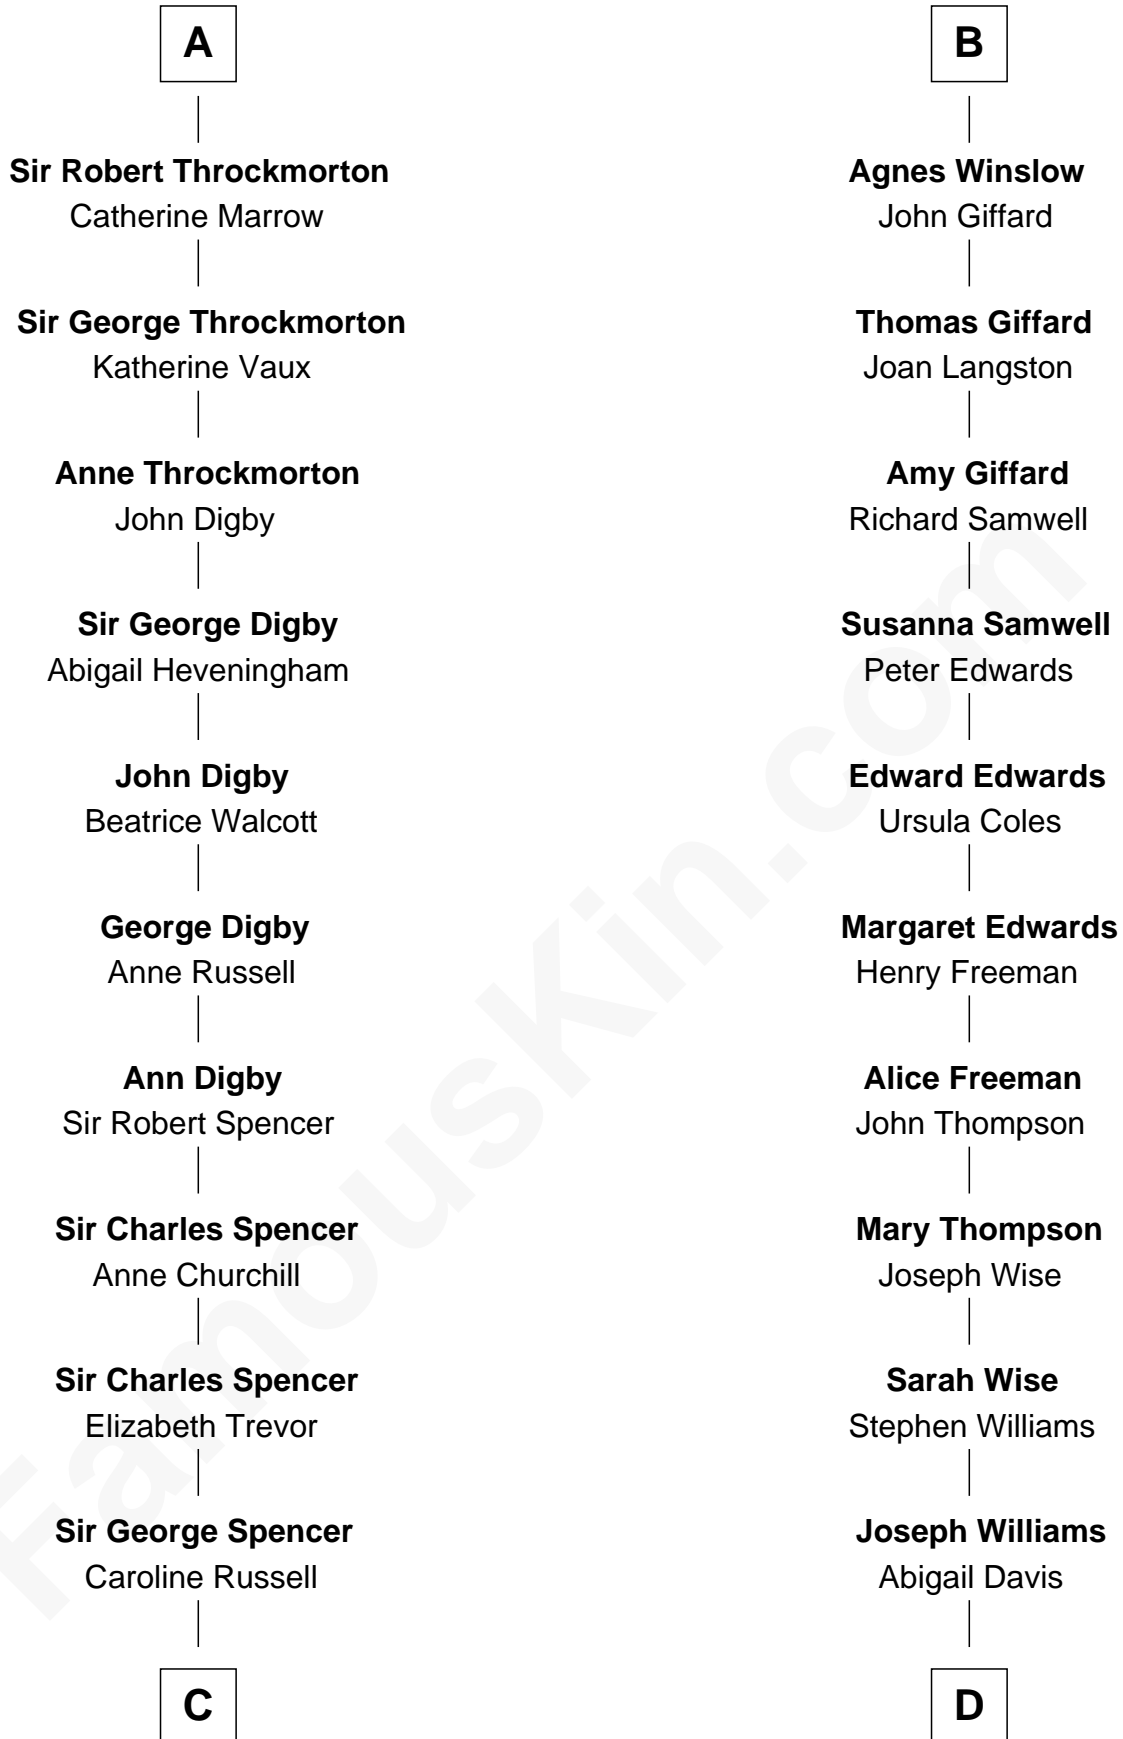 A
Sir Robert Throckmorton
Catherine Marrow
Sir George Throckmorton
Katherine Vaux
Anne Throckmorton
John Digby
Sir George Digby
Abigail Heveningham
John Digby
Beatrice Walcott
George Digby
Anne Russell
Ann Digby
Sir Robert Spencer
Sir Charles Spencer
Anne Churchill
Sir Charles Spencer
Elizabeth Trevor
Sir George Spencer
Caroline Russell
C
B
Agnes Winslow
John Giffard
Thomas Giffard
Joan Langston
Amy Giffard
Richard Samwell
Susanna Samwell
Peter Edwards
Edward Edwards
Ursula Coles
Margaret Edwards
Henry Freeman
Alice Freeman
John Thompson
Mary Thompson
Joseph Wise
Sarah Wise
Stephen Williams
Joseph Williams
Abigail Davis
D
FamousKin.com